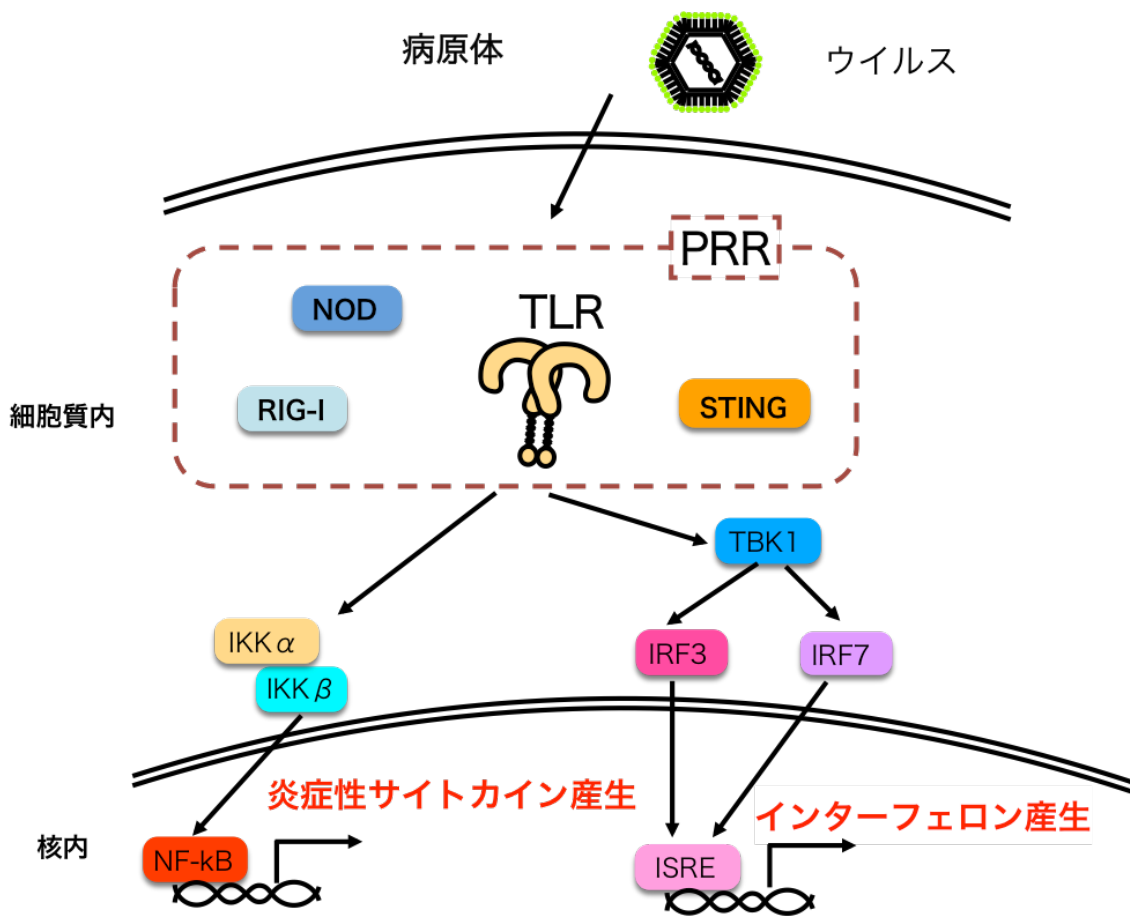 病原体
ウイルス
PRR
NOD
TLR
RIG-I
STING
細胞質内
TBK1
IKKα
IRF3
IRF7
IKKβ
炎症性サイトカイン産生
インターフェロン産生
核内
NF-kB
ISRE